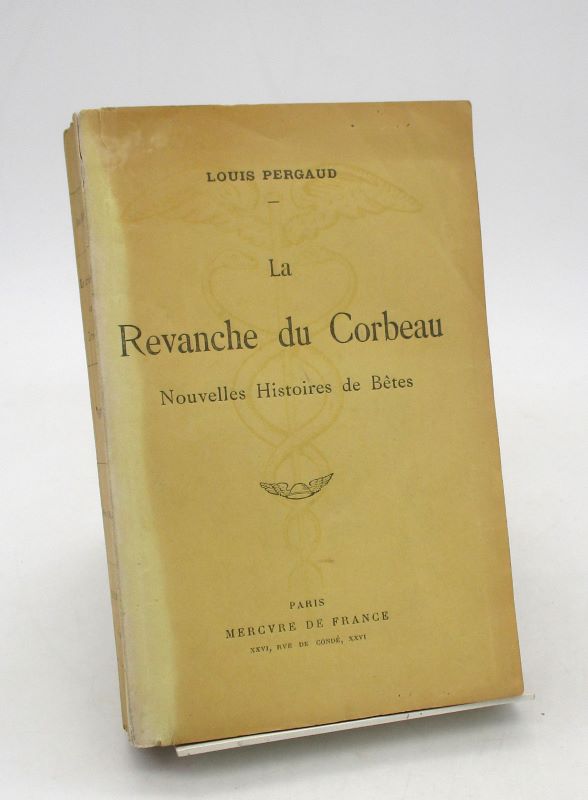 LOUIS PERGAUD
La
Revanche du Corbeau
Nouvelles Histoires de Bêtes
PARIS
MERCVRE DE FRANCE
XXVI, RVE DE CONDÉ, XXVI